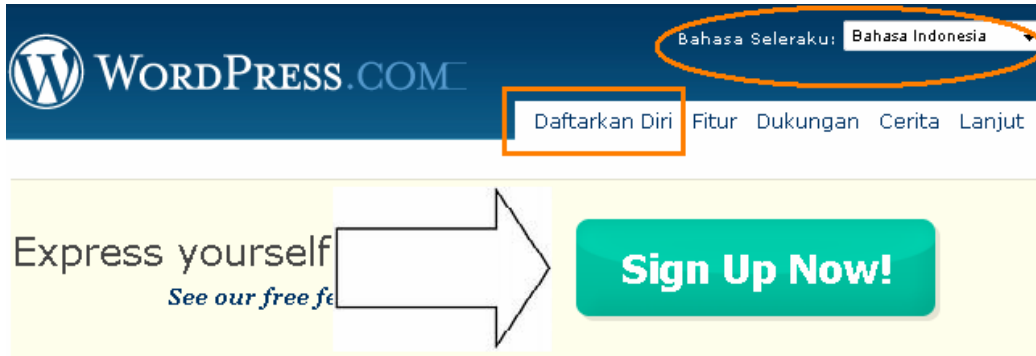 Bahasa Seleraku: Bahasa Indonesia
WORDPRESS.COM
Daftarkan Diri Fitur Dukungan Cerita Lanjut
Express yourself
Sign Up Now!
See our free